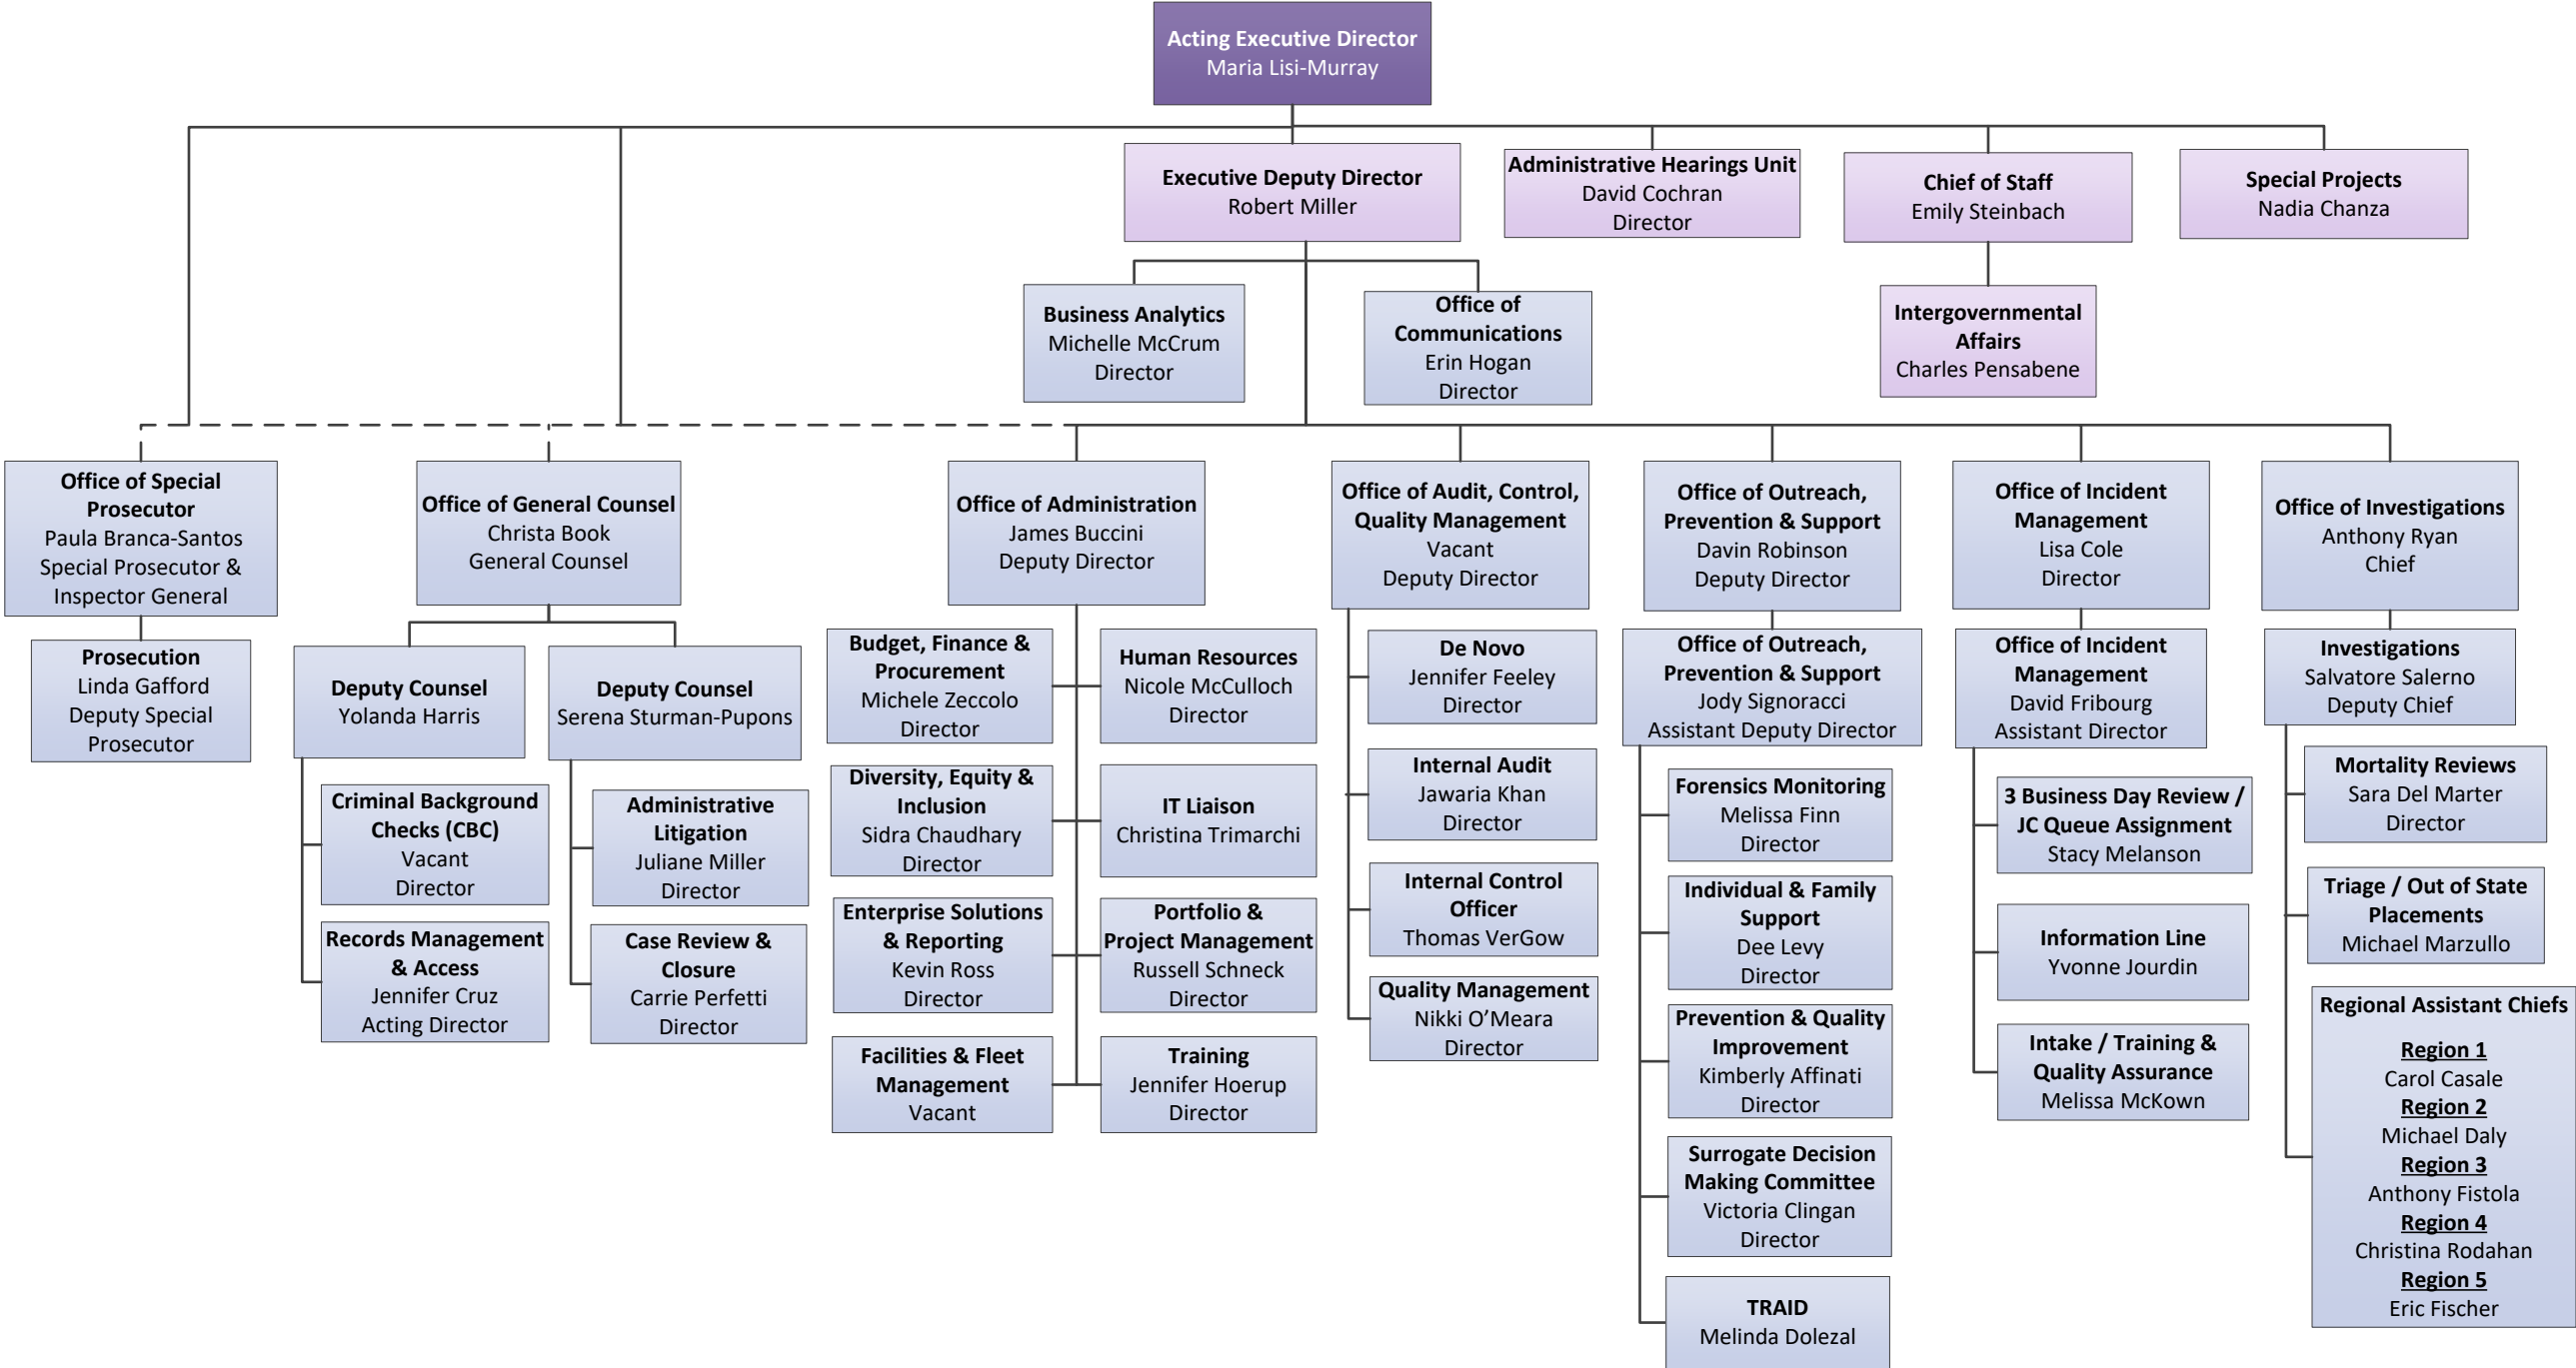 Acting Executive Director
Maria Lisi-Murray
Executive Deputy Director
Robert Miller
Administrative Hearings Unit
David Cochran
Director
Chief of Staff
Emily Steinbach
Special Projects
Nadia Chanza
Business Analytics
Michelle McCrum
Director
Office of
Communications
Erin Hogan
Director
Intergovernmental
Affairs
Charles Pensabene
Office of Special
Prosecutor
Paula Branca-Santos
Special Prosecutor &
Inspector General
Prosecution
Linda Gafford
Deputy Special
Prosecutor
Office of General Counsel
Christa Book
General Counsel
Deputy Counsel
Yolanda Harris
Criminal Background
Checks (CBC)
Vacant
Director
Records Management
& Access
Jennifer Cruz
Acting Director
Deputy Counsel
Serena Sturman-Pupons
Administrative
Litigation
Juliane Miller
Director
Case Review &
Closure
Carrie Perfetti
Director
Office of Administration
James Buccini
Deputy Director
Budget, Finance &
Procurement
Michele Zeccolo
Director
Human Resources
Nicole McCulloch
Director
Diversity, Equity &
Inclusion
Sidra Chaudhary
Director
IT Liaison
Christina Trimarchi
Enterprise Solutions
& Reporting
Kevin Ross
Director
Portfolio &
Project Management
Russell Schneck
Director
Facilities & Fleet
Management
Vacant
Training
Jennifer Hoerup
Director
Office of Audit, Control,
Quality Management
Vacant
Deputy Director
De Novo
Jennifer Feeley
Director
Internal Audit
Jawaria Khan
Director
Internal Control
Officer
Thomas VerGow
Quality Management
Nikki O’Meara
Director
Office of Outreach,
Prevention & Support
Davin Robinson
Deputy Director
Office of Outreach,
Prevention & Support
Jody Signoracci
Assistant Deputy Director
Forensics Monitoring
Melissa Finn
Director
Individual & Family
Support
Dee Levy
Director
Prevention & Quality
Improvement
Kimberly Affinati
Director
Surrogate Decision
Making Committee
Victoria Clingan
Director
TRAID
Melinda Dolezal
Office of Incident
Management
Lisa Cole
Director
Office of Incident
Management
David Fribourg
Assistant Director
3 Business Day Review /
JC Queue Assignment
Stacy Melanson
Information Line
Yvonne Jourdin
Intake / Training &
Quality Assurance
Melissa McKown
Office of Investigations
Anthony Ryan
Chief
Investigations
Salvatore Salerno
Deputy Chief
Mortality Reviews
Sara Del Marter
Director
Triage / Out of State
Placements
Michael Marzullo
Regional Assistant Chiefs
Region 1
Carol Casale
Region 2
Michael Daly
Region 3
Anthony Fistola
Region 4
Christina Rodahan
Region 5
Eric Fischer